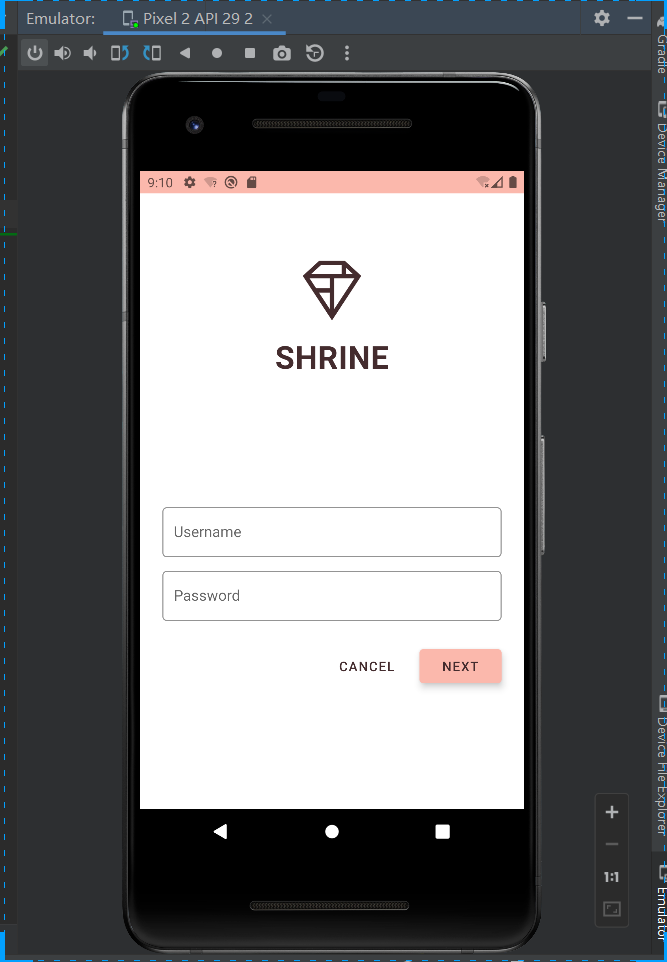 Emulator: Pixel 2 API 29 2
Gradle
Device Manager
9:10
SHRINE
Username
Password
CANCEL NEXT
Device File Explorer
1:1
Emulator